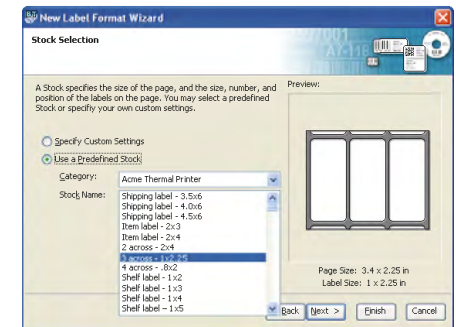 New Label Format Wizard
Stock Selection
A Stock specifies the size of the page, and the size, number, and
position of the labels on the page. You may select a predefined
Stock or specifiy your own custom settings.
Specify Custom Settings
Use a Predefined Stock
Category:
Acme Thermal Printer
Stock Name:
Shipping label - 3.5x6
Shipping label - 4.0x6
Shipping label - 4.5x6
Item label - 2x3
Item label - 2x4
2 across - 2x4
3 across - 1x2.25
4 across - .8x2
Shelf label - 1x2
Shelf label - 1x3
Shelf label - 1x4
Shelf label - 1x5
Preview:
Page Size: 3.4 x 2.25 in
Label Size: 1 x 2.25 in
Back
Next >
Finish
Cancel